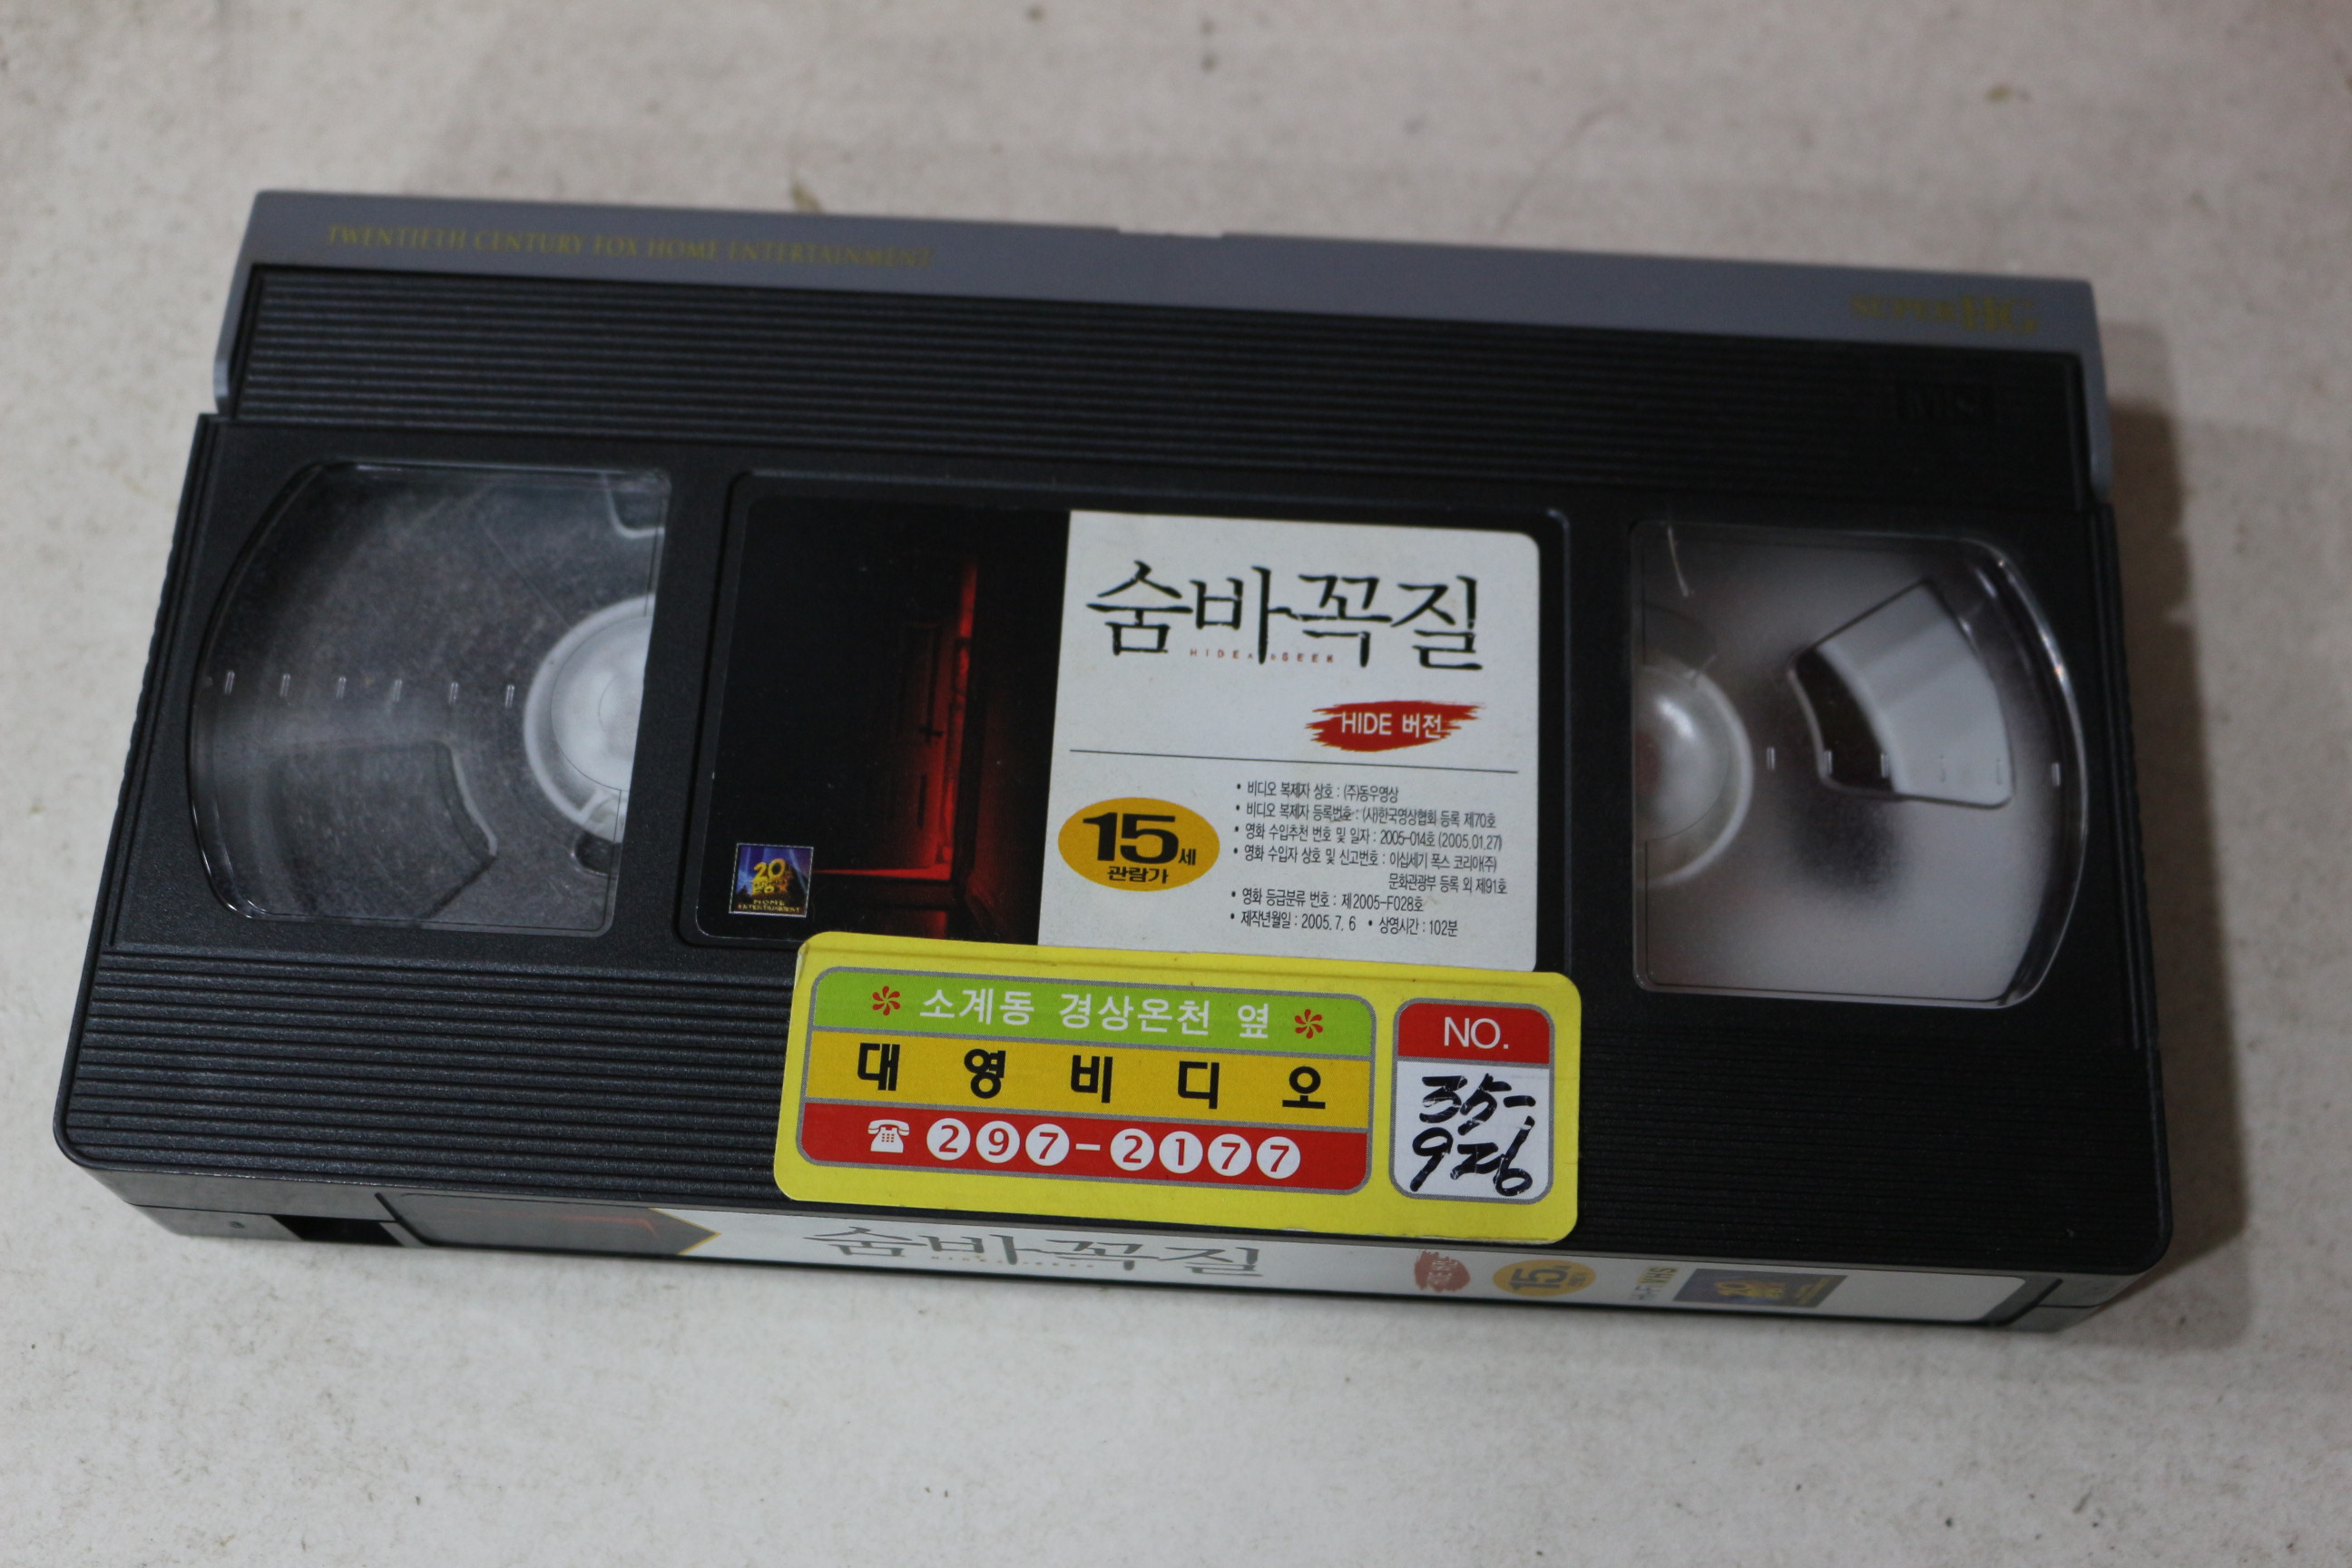 TWENTIETH CENTURY FOX HOME ENTERTAINMENT
SUPER HG
숨바꼭질
HIDE AND SEEK
HIDE 버전
15세
관람가
• 비디오 복제자 상호 : (주)동우영상
• 비디오 복제자 등록번호 : (사)한국영상협회 등록 제70호
• 영화 수입추천 번호 및 일자 : 2005-014호 (2005.01.27)
• 영화 수입자 상호 및 신고번호 : 이십세기 폭스 코리아(주)
문화관광부 등록 외 제91호
• 영화 등급분류 번호 : 제2005-F028호
• 제작년월일 : 2005. 7. 6 • 상영시간 : 102분
20
HOME
ENTERTAINMENT
소계동 경상온천 옆
대영비디오
☎ 297-2177
NO.
35-
926
숨바꼭질
15
VHS